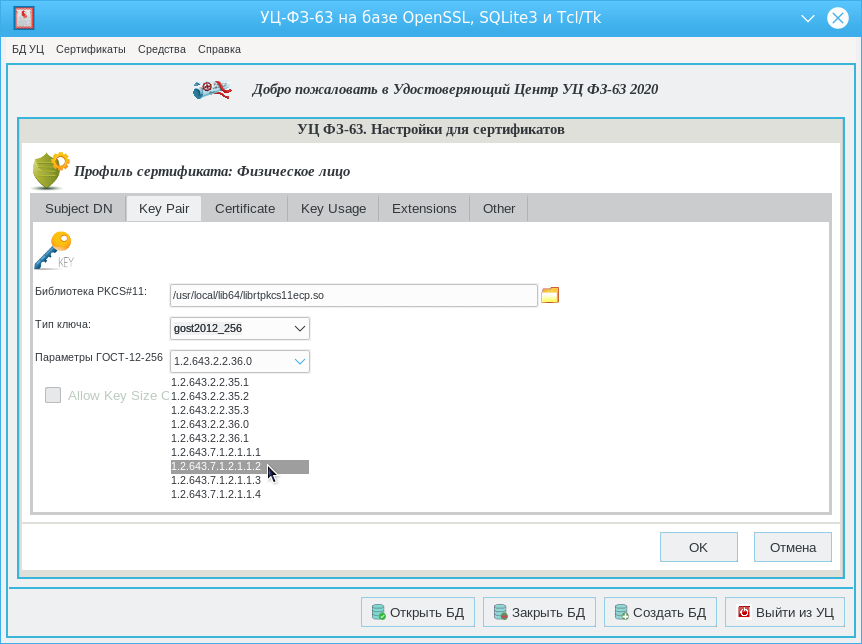 УЦ-ФЗ-63 на базе OpenSSL, SQLite3 и Tcl/Tk
БД УЦ Сертификаты Средства Справка
Добро пожаловать в Удостоверяющий Центр УЦ ФЗ-63 2020
УЦ ФЗ-63. Настройки для сертификатов
Профиль сертификата: Физическое лицо
Subject DN Key Pair Certificate Key Usage Extensions Other
KEY
Библиотека PKCS#11: /usr/local/lib64/librtpkcs11ecp.so
Тип ключа: gost2012_256
Параметры ГОСТ-12-256 1.2.643.2.2.36.0
1.2.643.2.2.35.1
Allow Key Size 1.2.643.2.2.35.2
1.2.643.2.2.35.3
1.2.643.2.2.36.0
1.2.643.2.2.36.1
1.2.643.7.1.2.1.1.1
1.2.643.7.1.2.1.1.2
1.2.643.7.1.2.1.1.3
1.2.643.7.1.2.1.1.4
OK Отмена
Открыть БД Закрыть БД Создать БД Выйти из УЦ